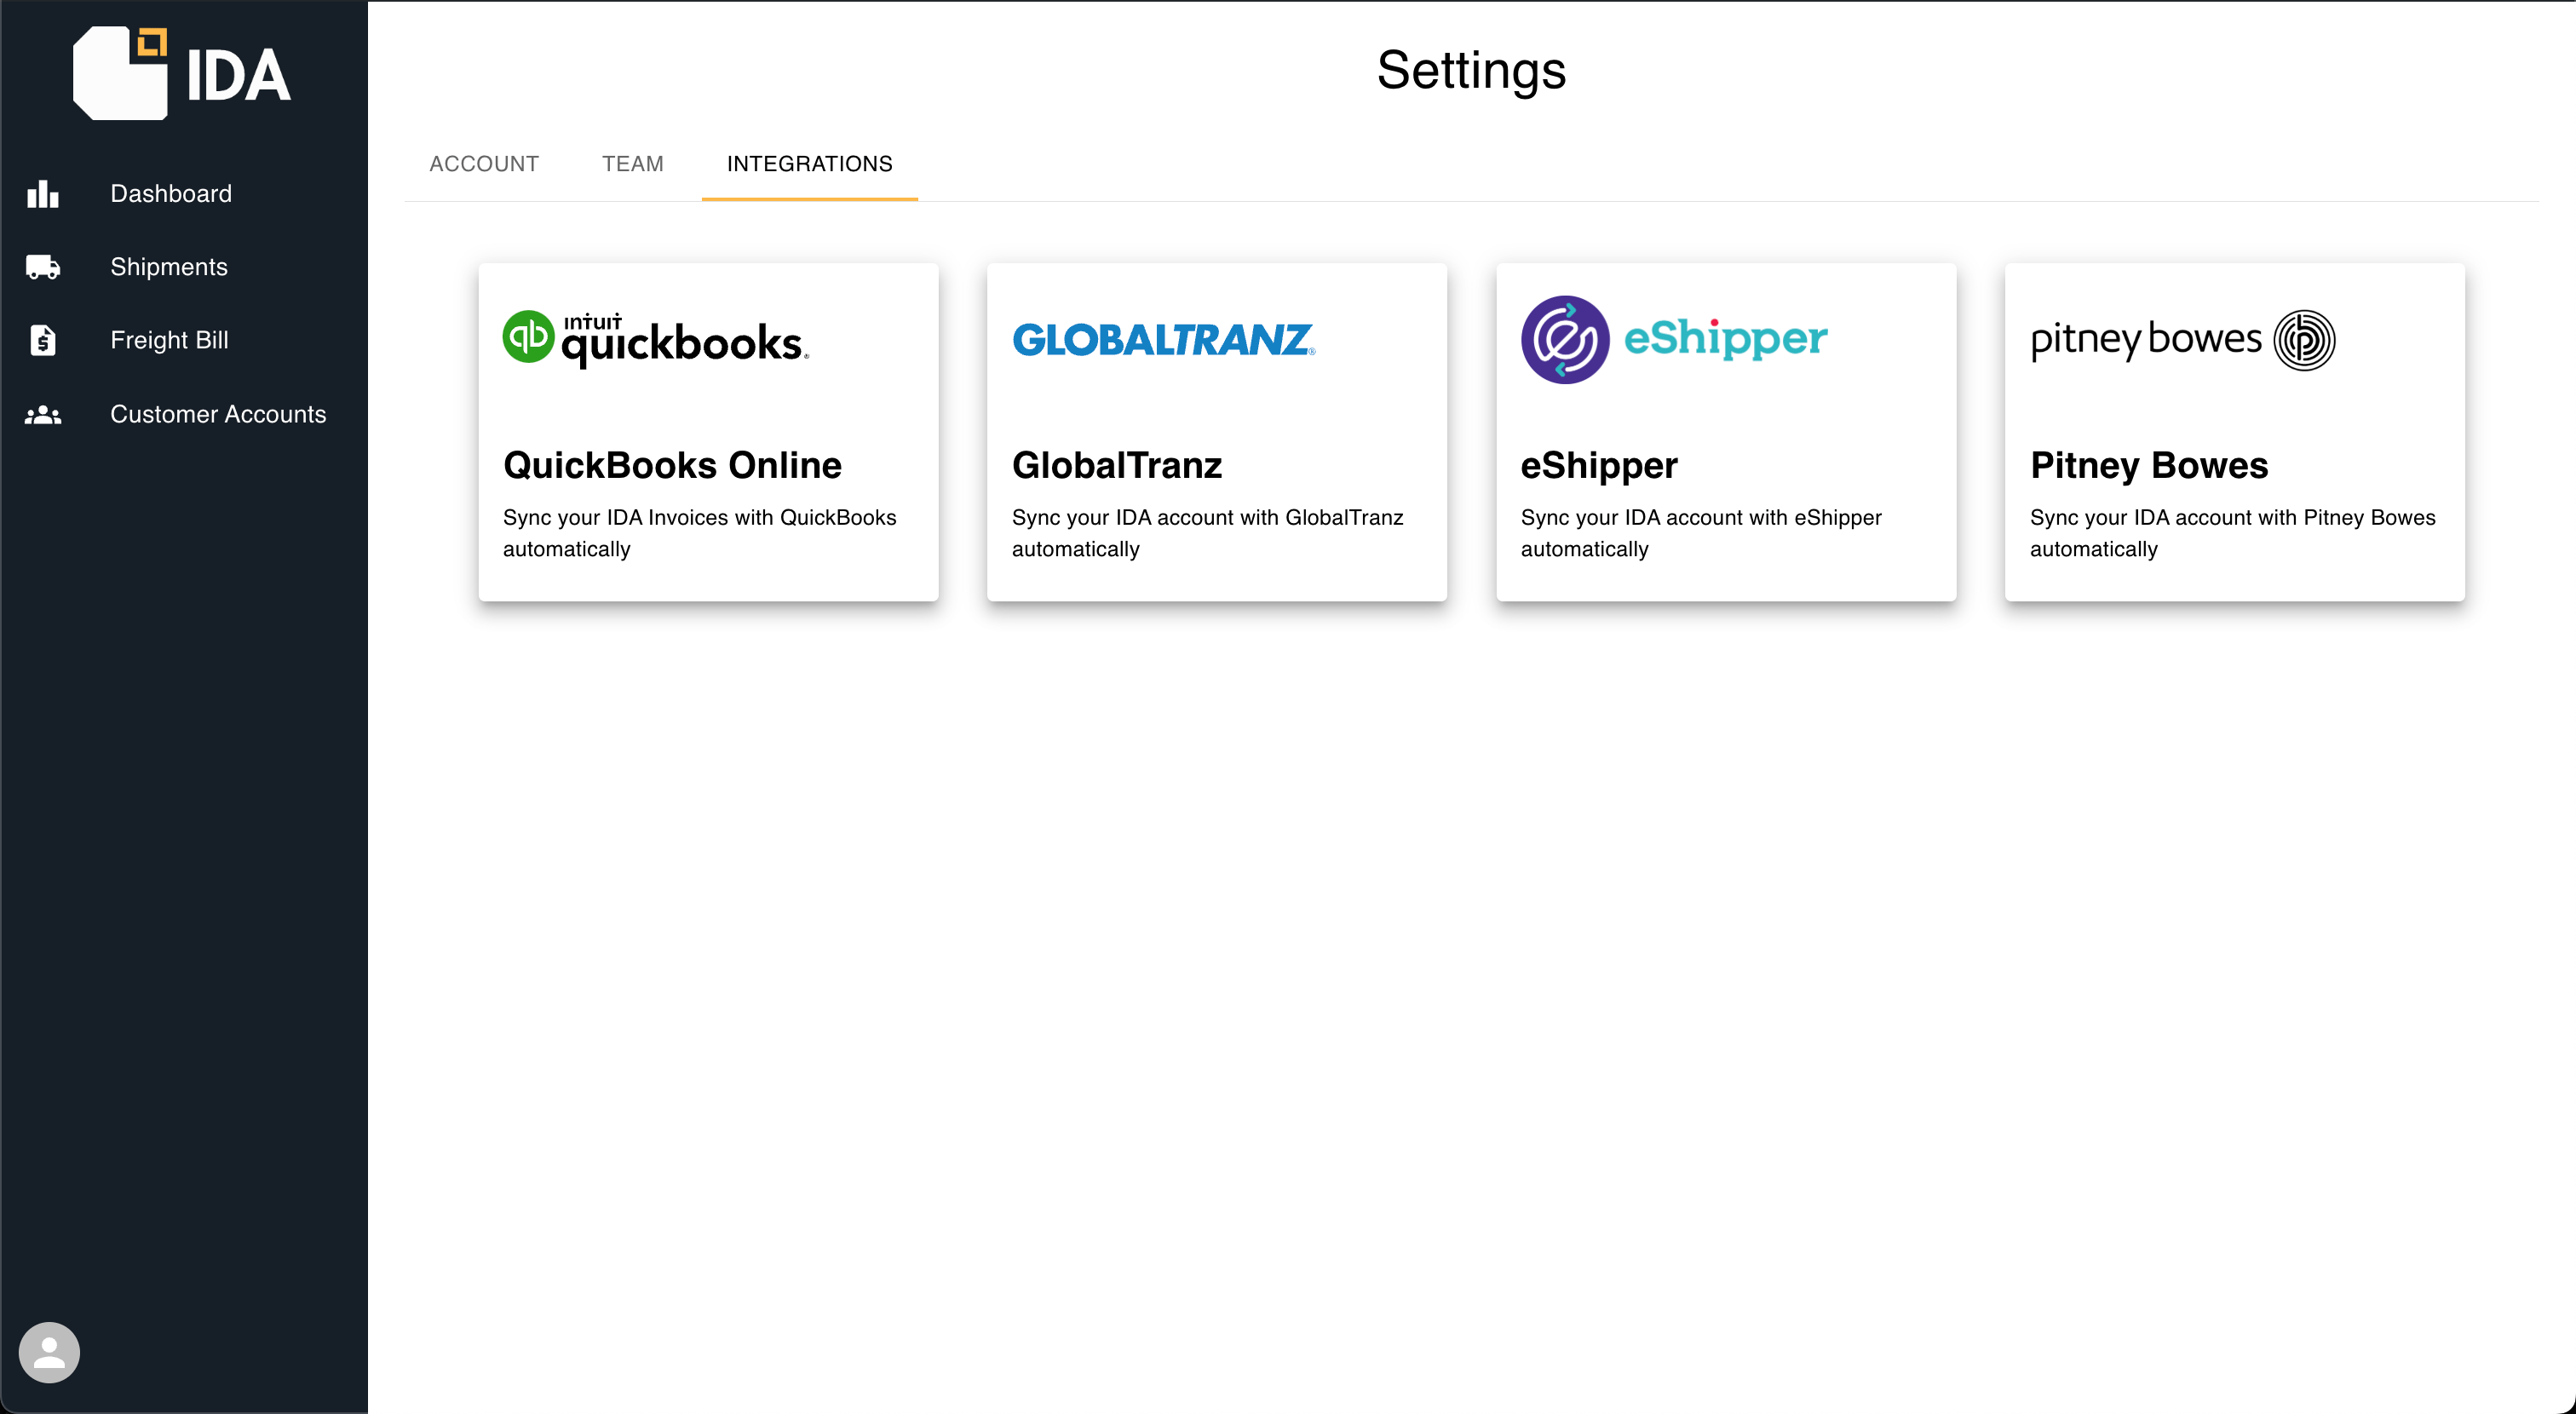 IDA
Dashboard
Shipments
Freight Bill
Customer Accounts
Settings
ACCOUNT TEAM INTEGRATIONS
intuit
quickbooks.
QuickBooks Online
Sync your IDA Invoices with QuickBooks
automatically
GLOBALTRANZ®
GlobalTranz
Sync your IDA account with GlobalTranz
automatically
eShipper
eShipper
Sync your IDA account with eShipper
automatically
pitney bowes
Pitney Bowes
Sync your IDA account with Pitney Bowes
automatically